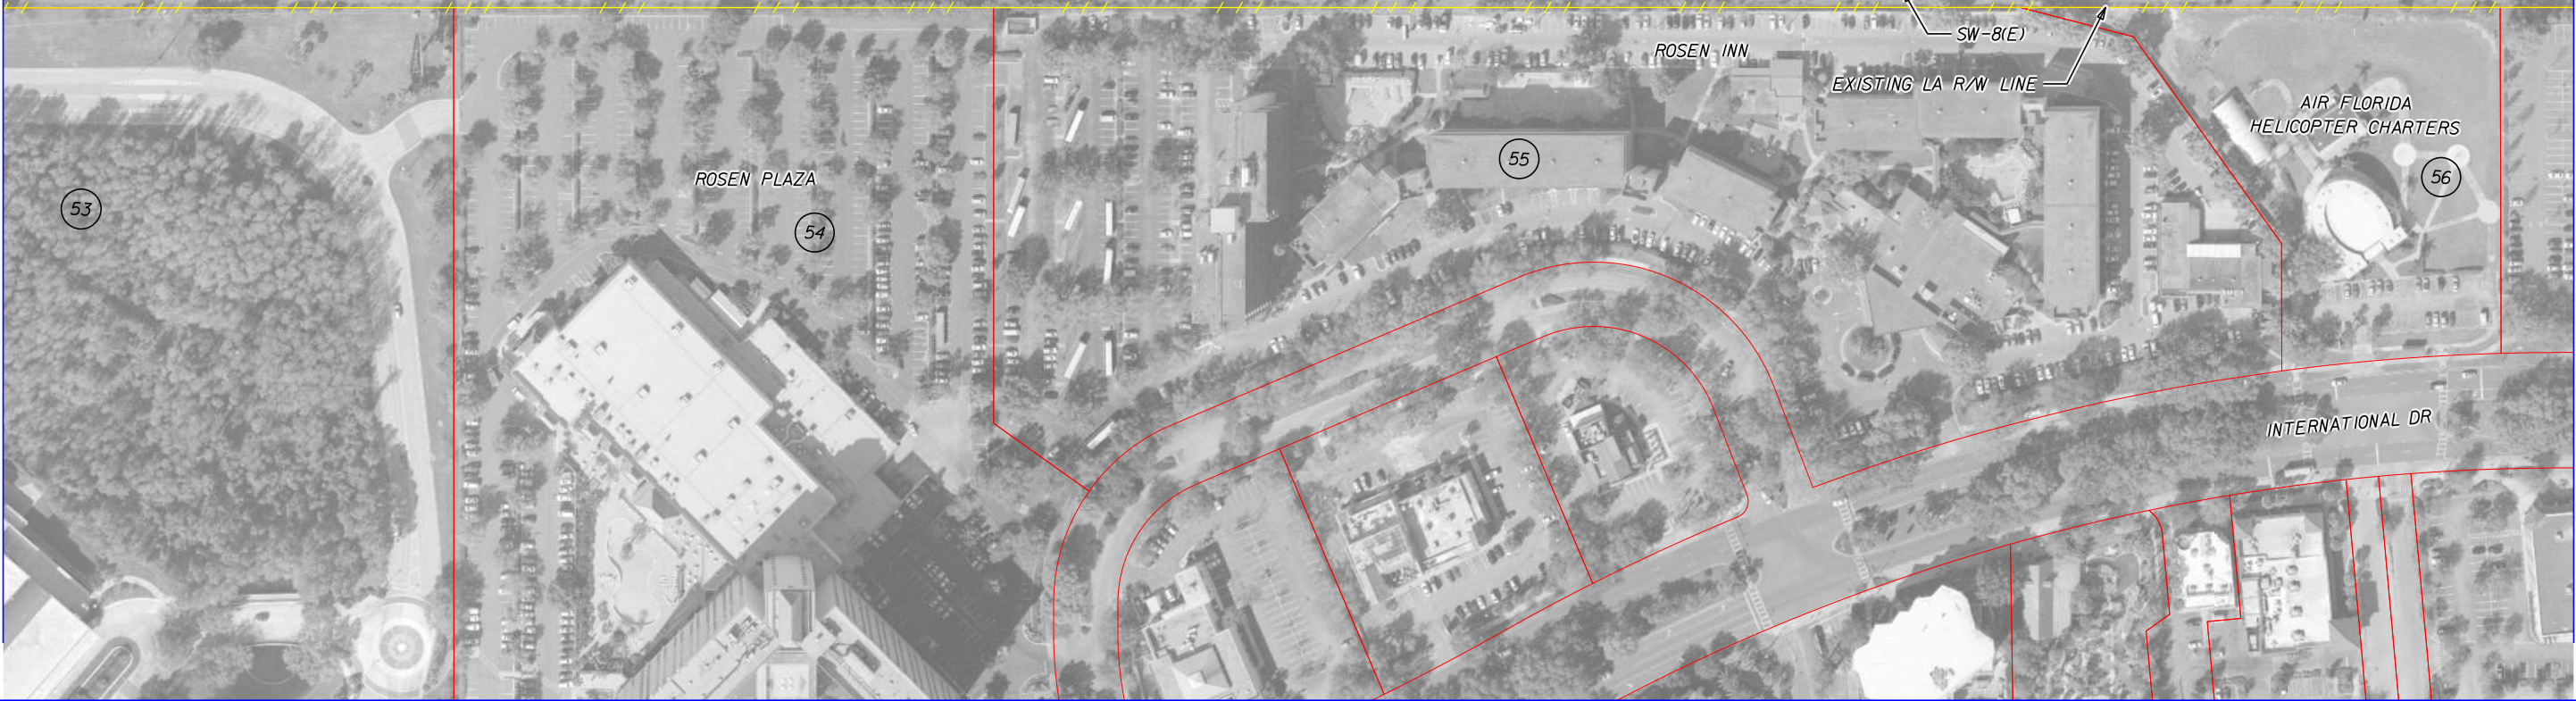 SW-8(E)
ROSEN INN
EXISTING LA R/W LINE
AIR FLORIDA
HELICOPTER CHARTERS
55
56
ROSEN PLAZA
53
54
INTERNATIONAL DR